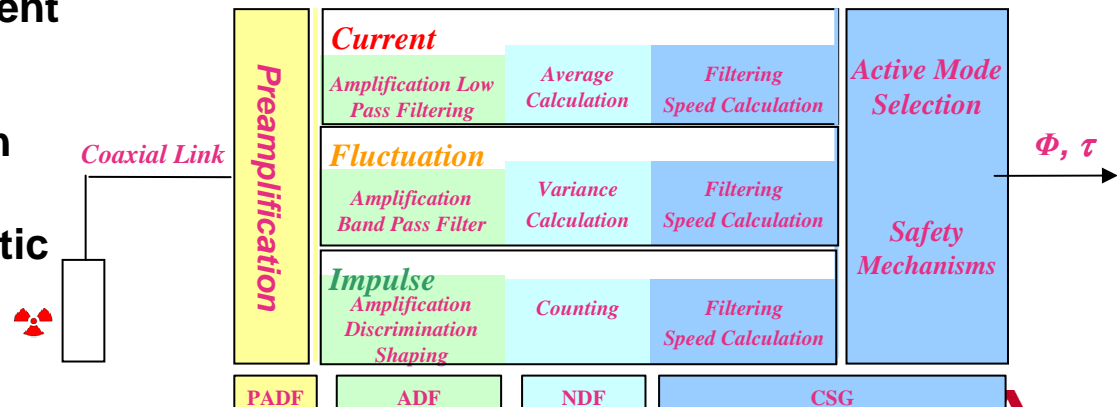 ent
n
tic
Coaxial Link
Preamplification
Current
Amplification Low
Pass Filtering
Average
Calculation
Filtering
Speed Calculation
Fluctuation
Amplification
Band Pass Filter
Variance
Calculation
Filtering
Speed Calculation
Impulse
Amplification
Discrimination
Shaping
Counting
Filtering
Speed Calculation
Active Mode
Selection
Safety
Mechanisms
Φ, τ
PADF
ADF
NDF
CSG